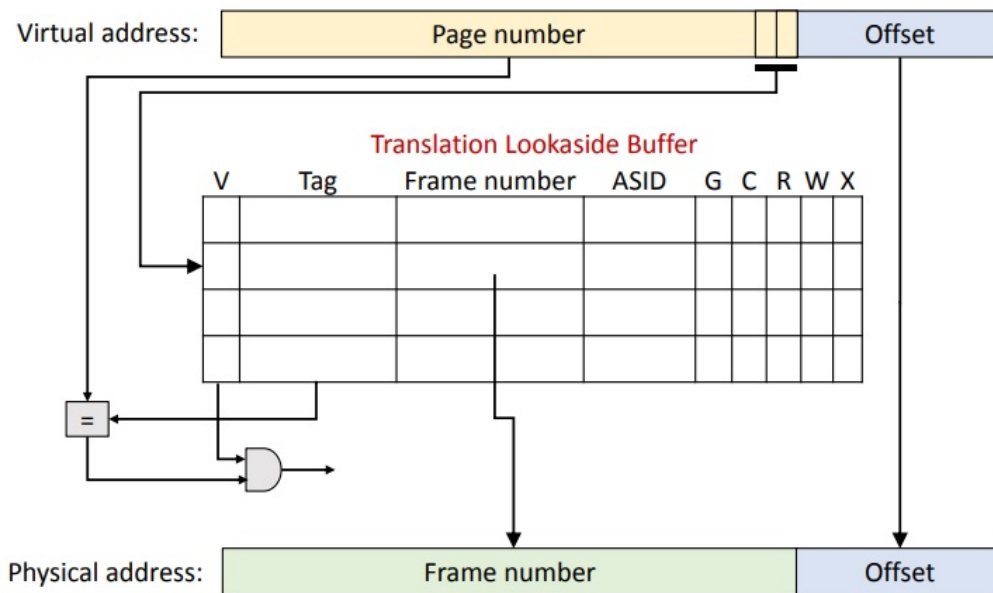 Virtual address: Page number Offset
Translation Lookaside Buffer
V Tag Frame number ASID G C R W X
=
Physical address: Frame number Offset